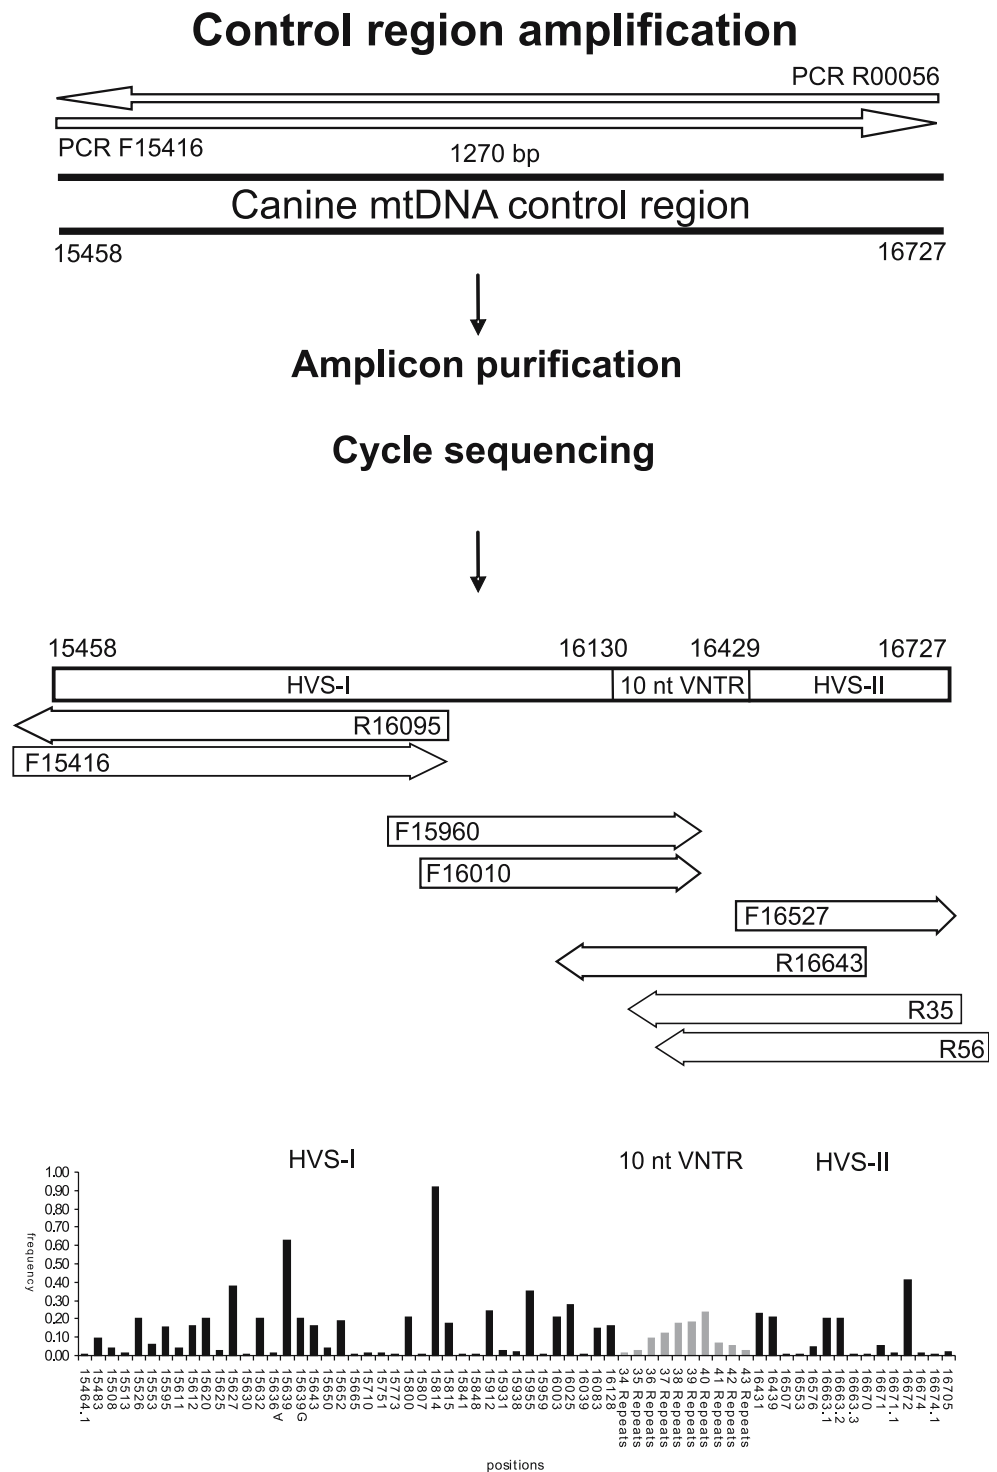 Control region amplification
PCR R00056
PCR F15416
1270 bp
Canine mtDNA control region
15458
16727
Amplicon purification
Cycle sequencing
15458
16130
16429
16727
HVS-I
10 nt VNTR
HVS-II
R16095
F15416
F15960
F16010
F16527
R16643
R35
R56
HVS-I
10 nt VNTR
HVS-II
frequency
1.00
0.90
0.80
0.70
0.60
0.50
0.40
0.30
0.20
0.10
0.00
15464.1
15483
15508
15513
15526
15553
15595
15611
15612
15620
15625
15627
15630
15632
15636
15639 A
15639G
15643
15650
15652
15665
15710
15751
15773
15800
15807
15814
15815
15841
15848
15912
15931
15938
15955
15959
16003
16025
16039
16083
16128
34 Repeats
35 Repeats
36 Repeats
37 Repeats
38 Repeats
39 Repeats
40 Repeats
41 Repeats
42 Repeats
43 Repeats
16431
16439
16507
16553
16576
16663.1
16663.2
16663.3
16670
16671
16671.1
16672
16674
16674.1
16705
positions